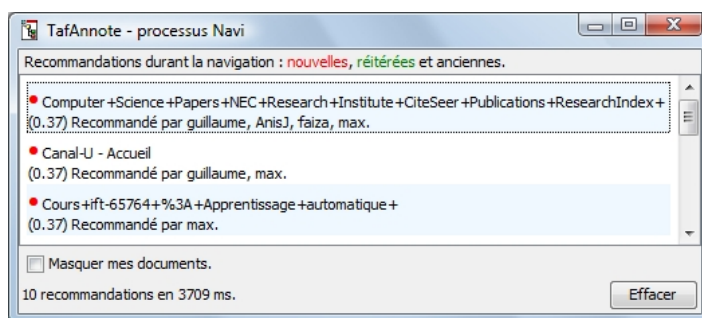 TafAnnote - processus Navi
Recommandations durant la navigation : nouvelles, réitérées et anciennes.
Computer+Science+Papers+NEC+Research+Institute+CiteSeer+Publications+ResearchIndex+
(0.37) Recommandé par guillaume, AnisJ, faiza, max.
Canal-U - Accueil
(0.37) Recommandé par guillaume, max.
Cours+ift-65764+%3A+Apprentissage+automatique+
(0.37) Recommandé par max.
Masquer mes documents.
10 recommandations en 3709 ms.
Effacer